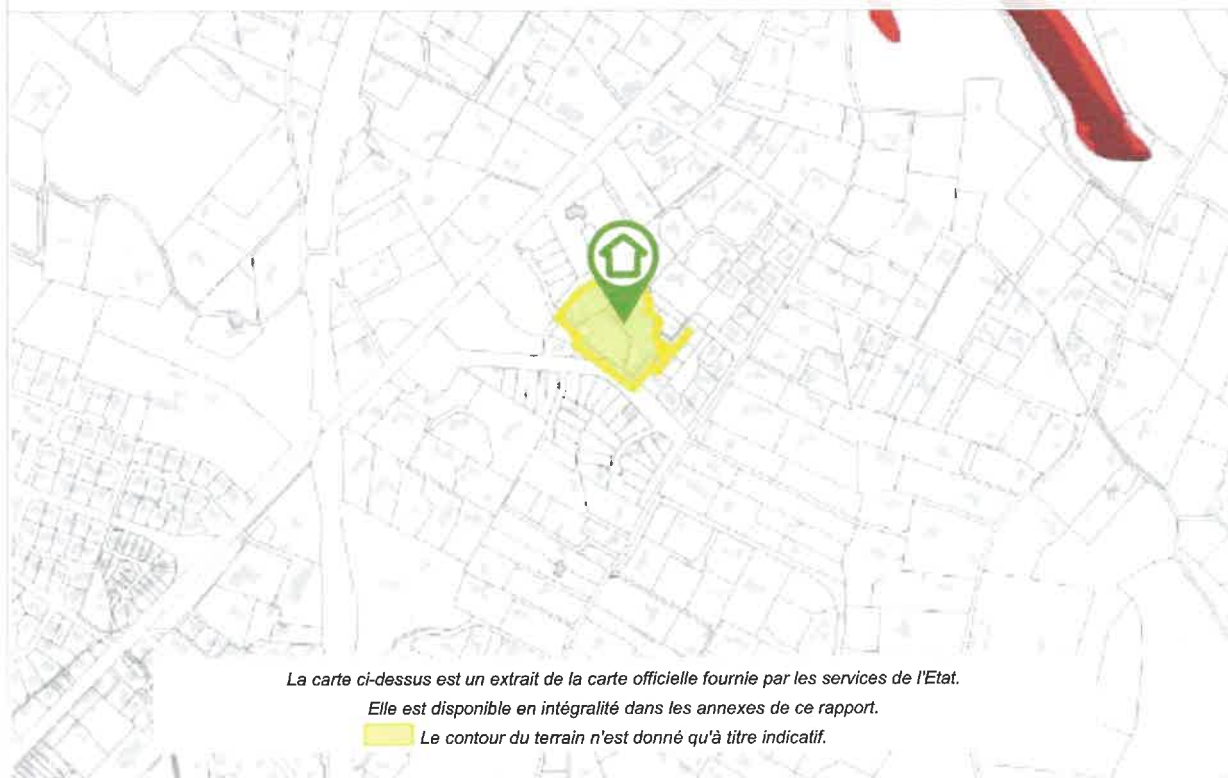 La carte ci-dessus est un extrait de la carte officielle fournie par les services de l'Etat.
Elle est disponible en intégralité dans les annexes de ce rapport.
Le contour du terrain n'est donné qu'à titre indicatif.